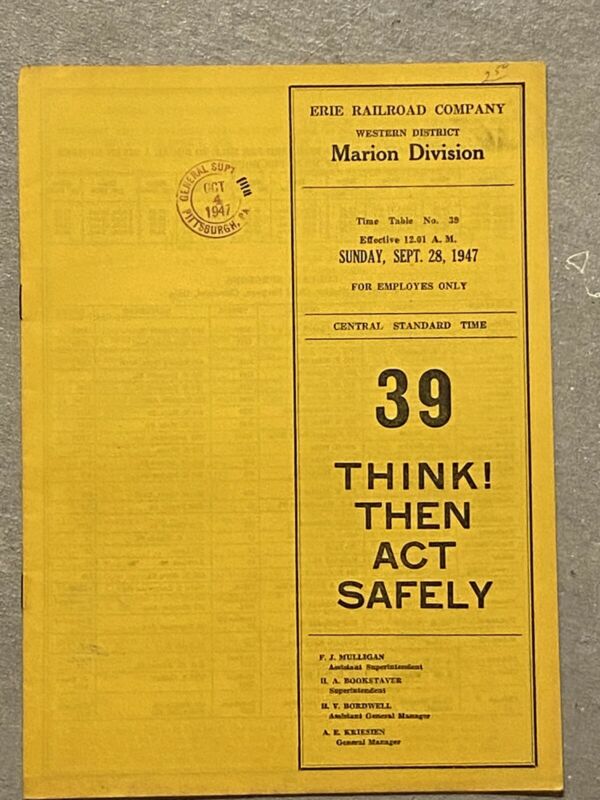 250
ERIE RAILROAD COMPANY
WESTERN DISTRICT
Marion Division
GENERAL SUPT
OCT
4
1947
PITTSBURGH, PA
Time Table No. 39
Effective 12.01 A. M.
SUNDAY, SEPT. 28, 1947
FOR EMPLOYES ONLY
CENTRAL STANDARD TIME
39
THINK!
THEN
ACT
SAFELY
F. J. MULLIGAN
Assistant Superintendent
H. A. BOOKSTAVER
Superintendent
H. V. BORDWELL
Assistant General Manager
A. E. KRIESIEN
General Manager